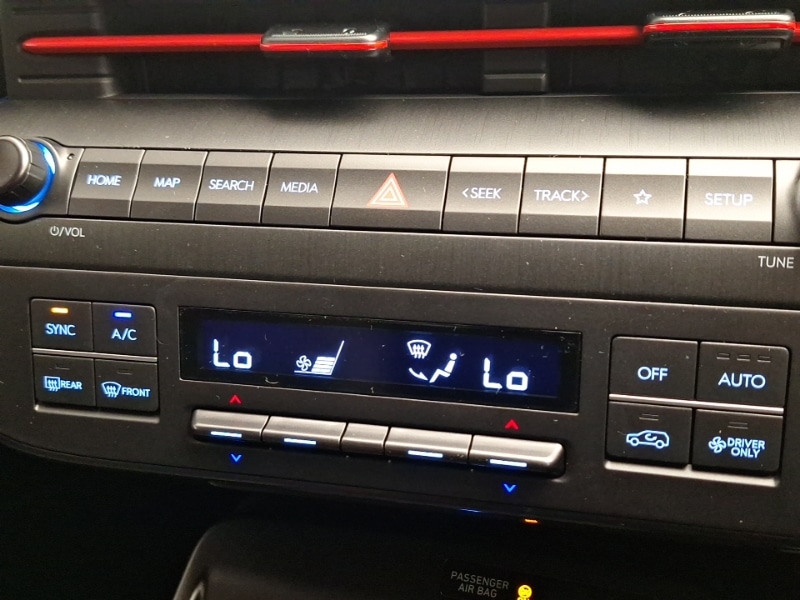 HOME MAP SEARCH MEDIA <SEEK TRACK> SETUP
/VOL
TUNE
SYNC A/C
Lo Lo
OFF AUTO
REAR FRONT
DRIVER
ONLY
PASSENGER
AIR BAG